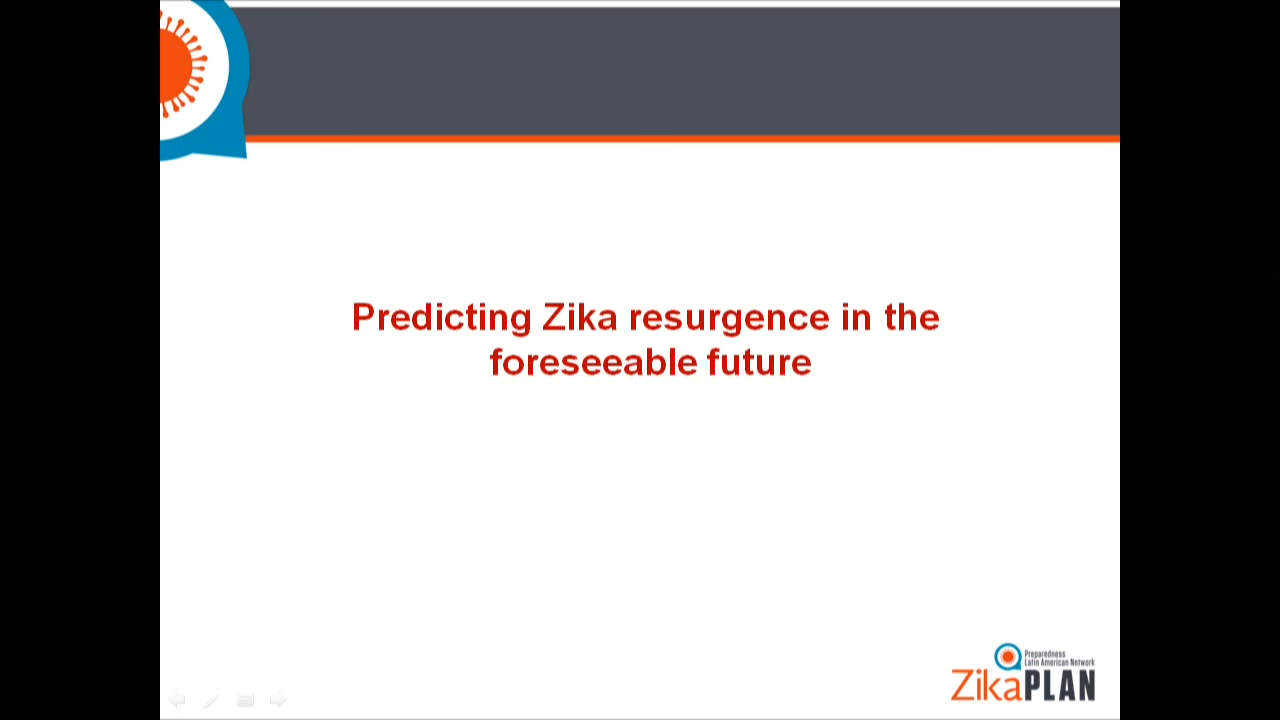 Predicting Zika resurgence in the
foreseeable future
Preparedness
Latin American Network
ZikaPLAN